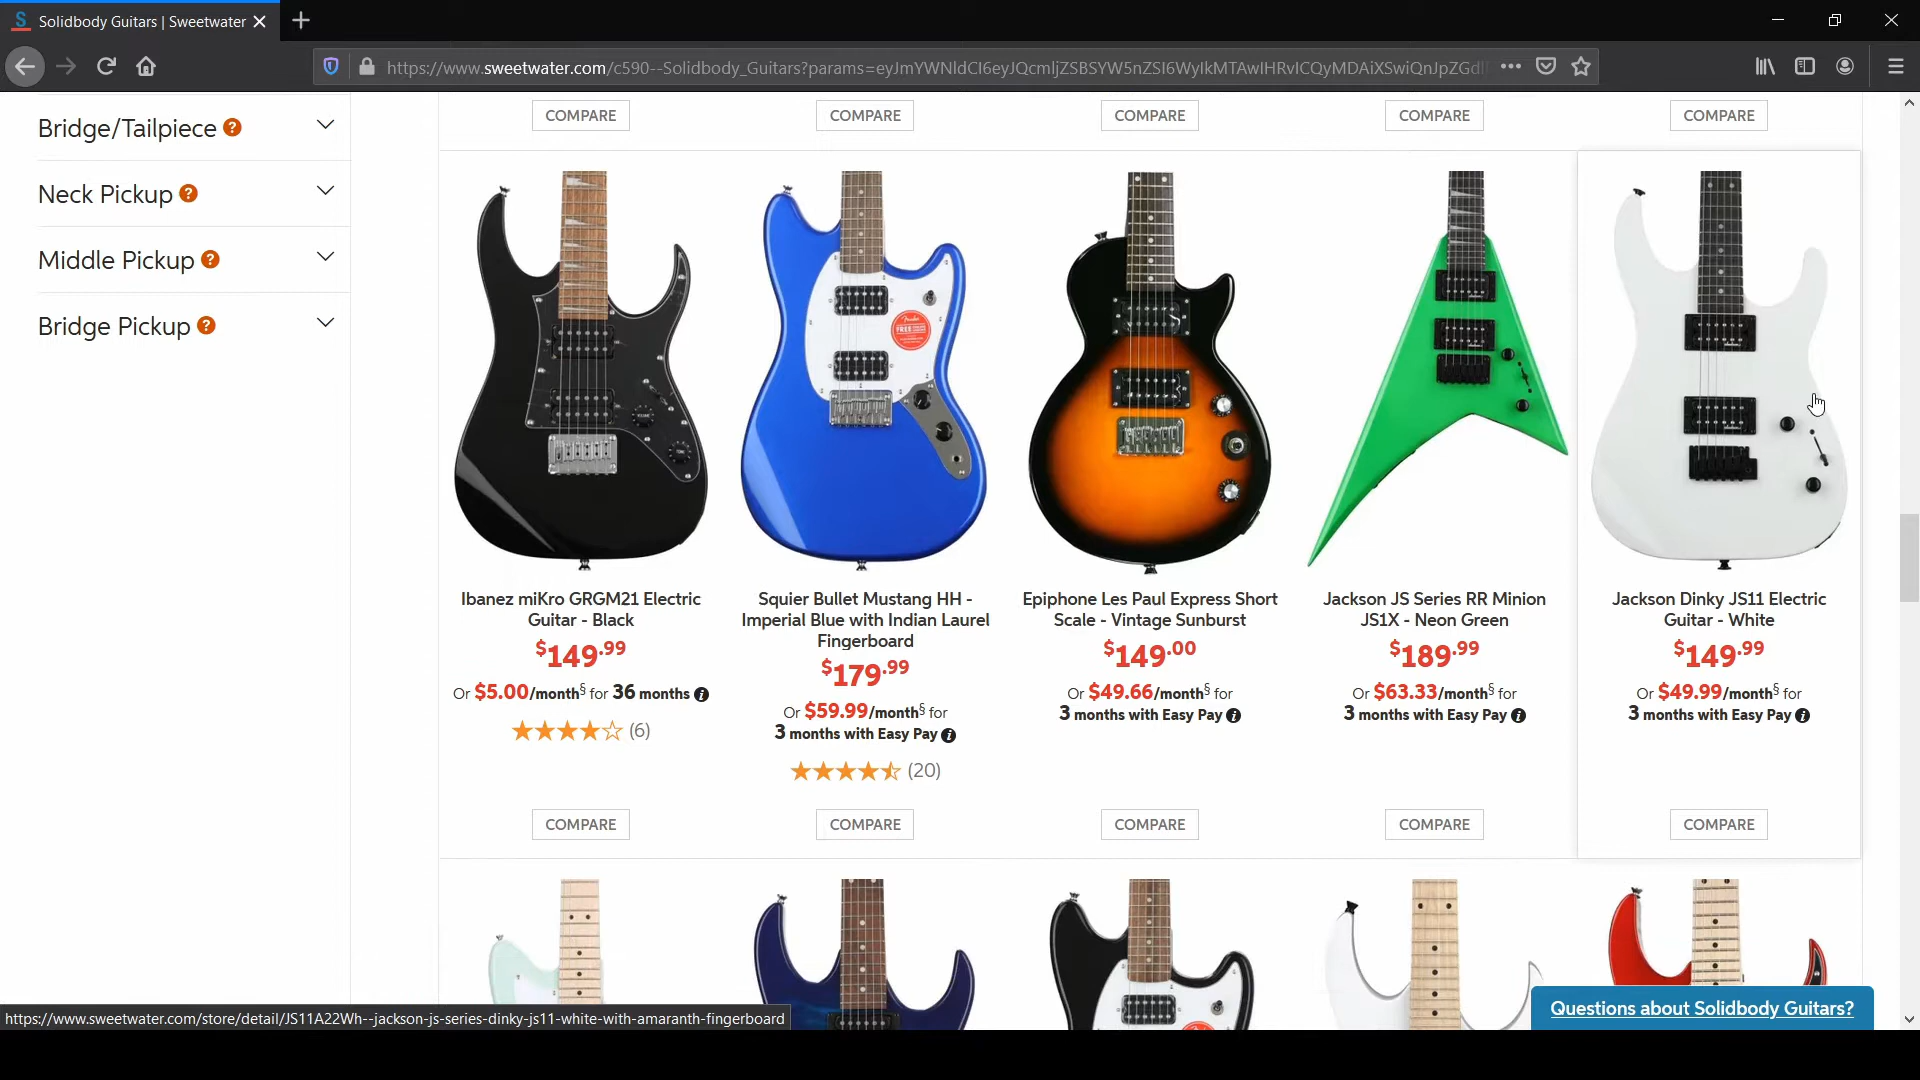 Solidbody Guitars | Sweetwater
https://www.sweetwater.com/c590--Solidbody_Guitars?params=
Bridge/Tailpiece ?
Neck Pickup ?
Middle Pickup ?
Bridge Pickup ?
COMPARE COMPARE COMPARE COMPARE COMPARE
Ibanez miKro GRGM21 Electric
Guitar - Black
$149.99
Or $5.00/month§ for 36 months
(6)
COMPARE
Squier Bullet Mustang HH -
Imperial Blue with Indian Laurel
Fingerboard
$179.99
Or $59.99/month§ for
3 months with Easy Pay
(20)
COMPARE
Epiphone Les Paul Express Short
Scale - Vintage Sunburst
$149.00
Or $49.66/month§ for
3 months with Easy Pay
COMPARE
Jackson JS Series RR Minion
JS1X - Neon Green
$189.99
Or $63.33/month§ for
3 months with Easy Pay
COMPARE
Jackson Dinky JS11 Electric
Guitar - White
$149.99
Or $49.99/month§ for
3 months with Easy Pay
COMPARE
Questions about Solidbody Guitars?
https://www.sweetwater.com/store/detail/JS11A22Wh--jackson-js-series-dinky-js11-white-with-amaranth-fingerboard